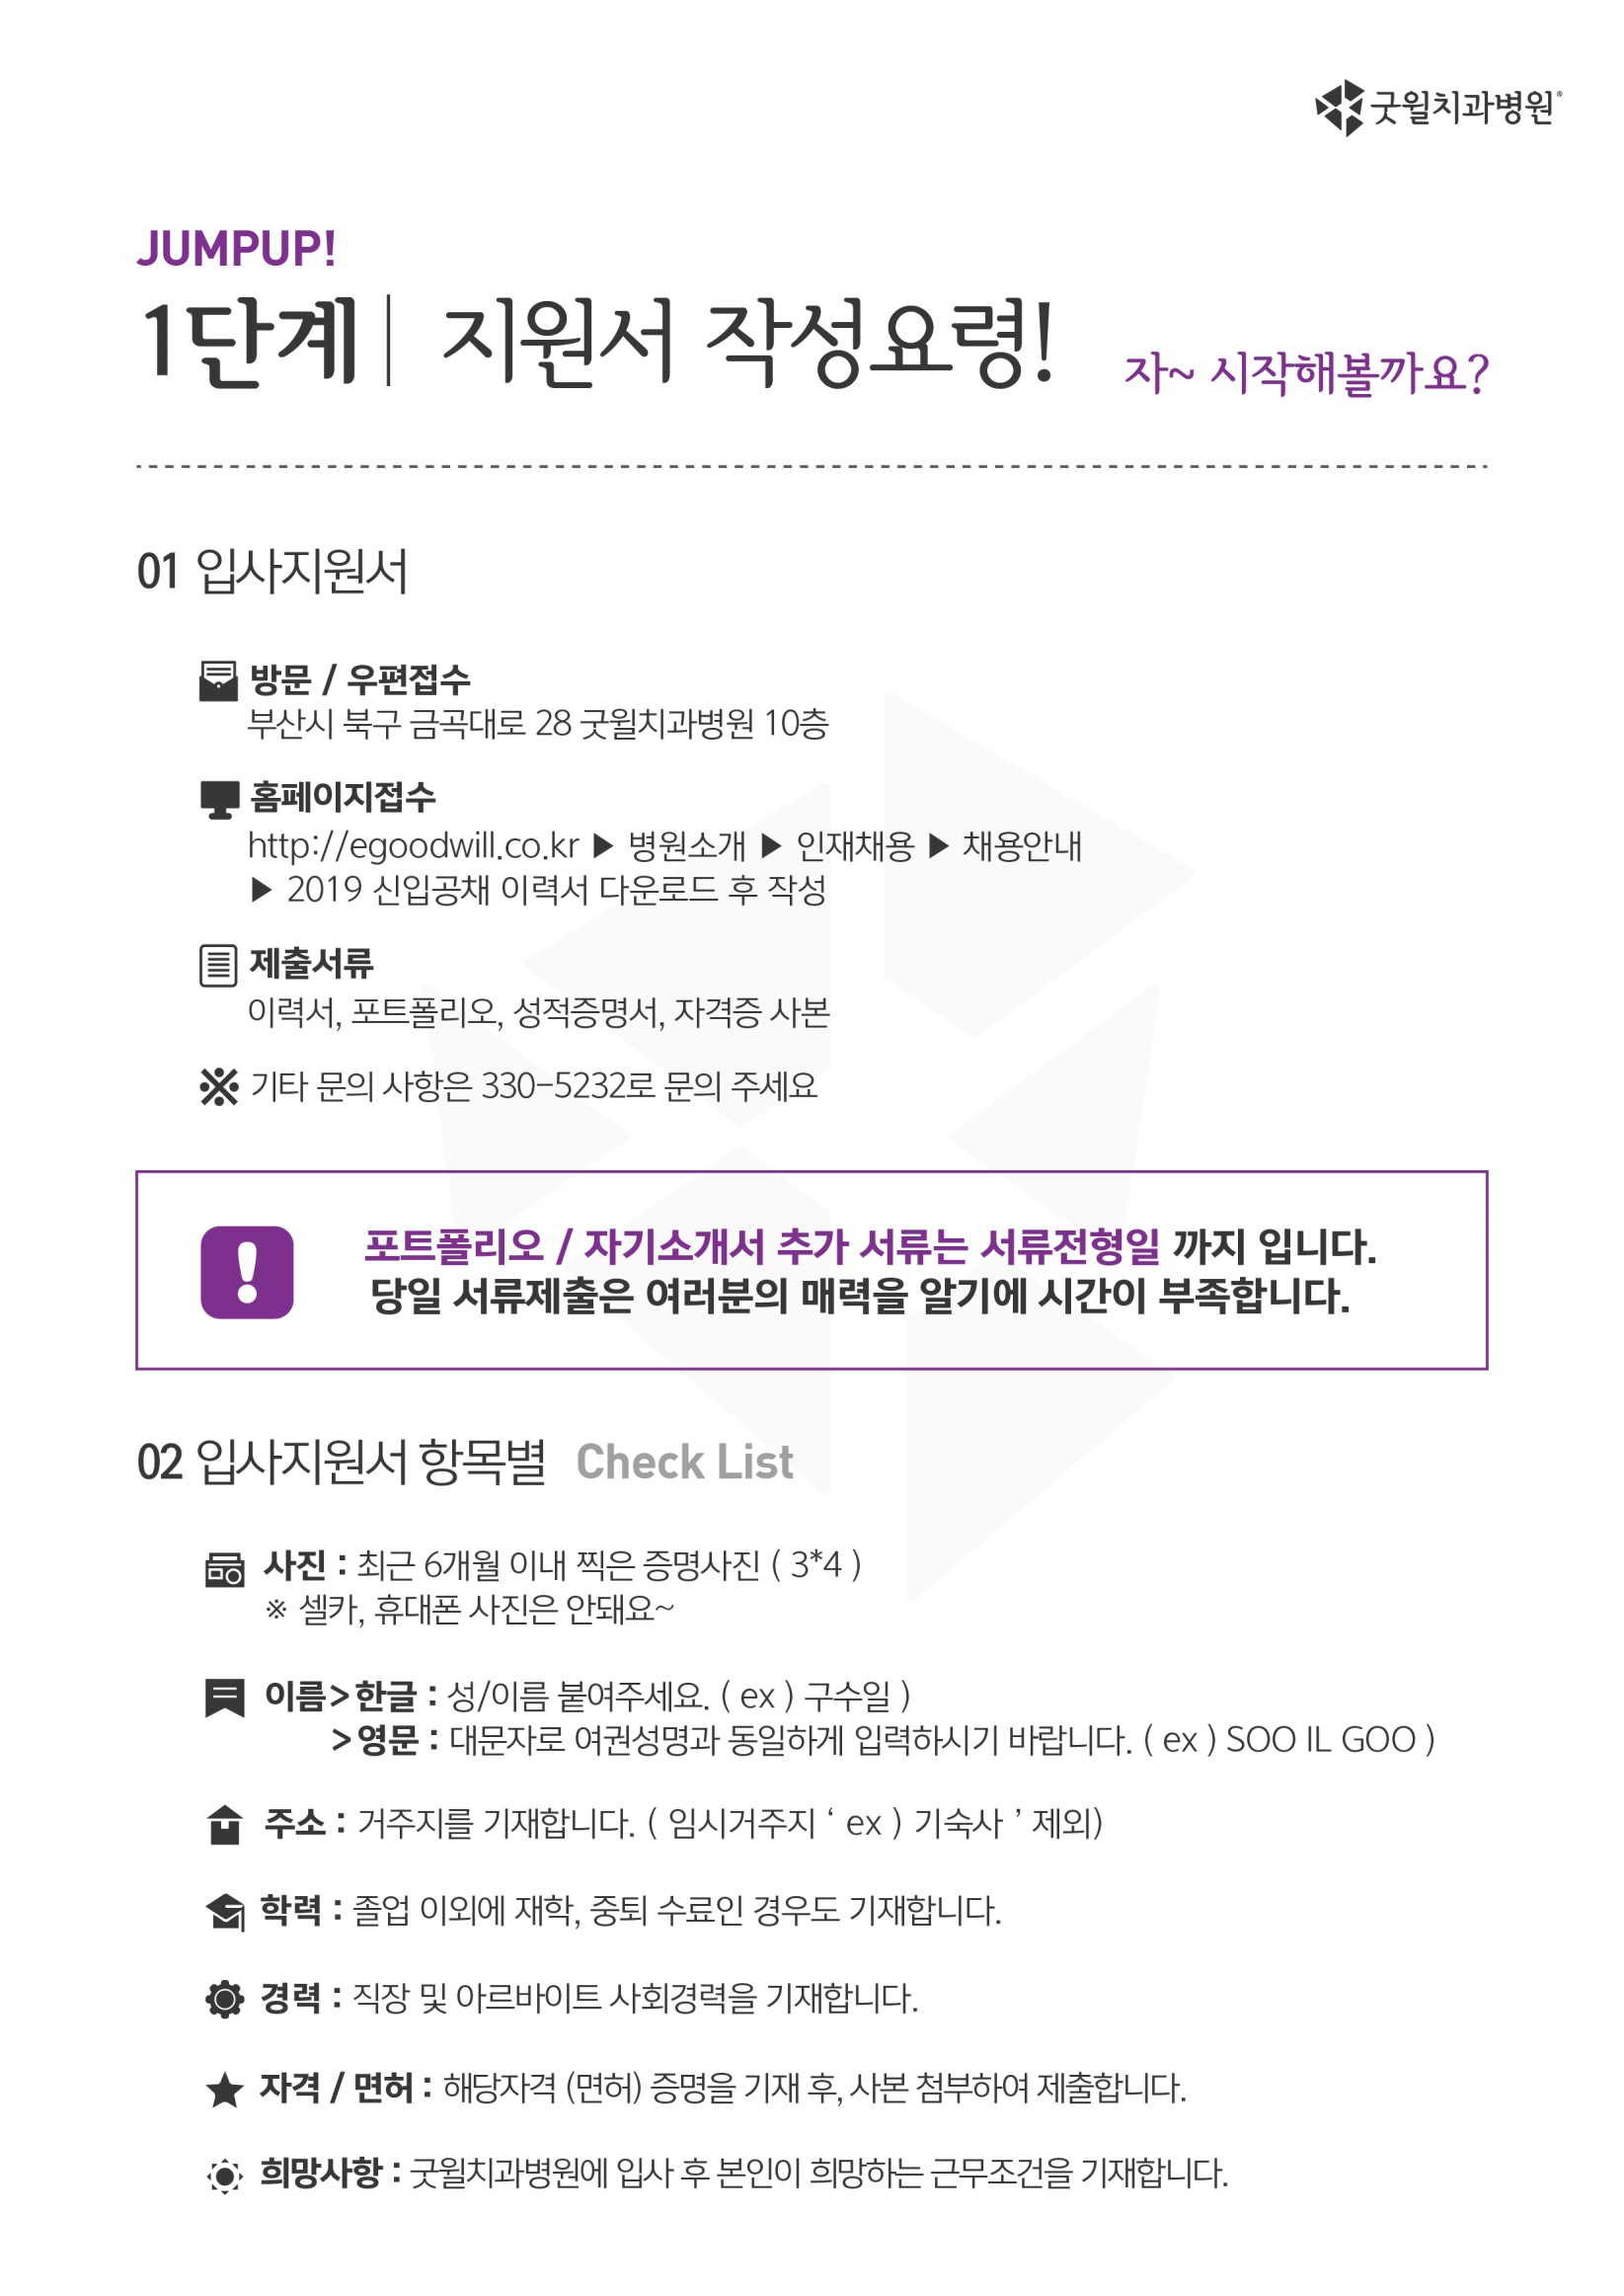 굿윌치과병원®
JUMPUP!
1단계 | 지원서 작성요령! 자~ 시작해볼까요?
01 입사지원서
방문 / 우편접수
부산시 북구 금곡대로 28 굿윌치과병원 10층
홈페이지접수
http://egoodwill.co.kr ▶ 병원소개 ▶ 인재채용 ▶ 채용안내
▶ 2019 신입공채 이력서 다운로드 후 작성
제출서류
이력서, 포트폴리오, 성적증명서, 자격증 사본
※ 기타 문의 사항은 330-5232로 문의 주세요
포트폴리오 / 자기소개서 추가 서류는 서류전형일 까지 입니다.
당일 서류제출은 여러분의 매력을 알기에 시간이 부족합니다.
02 입사지원서 항목별 Check List
사진 : 최근 6개월 이내 찍은 증명사진 ( 3*4 )
※ 셀카, 휴대폰 사진은 안돼요~
이름 > 한글 : 성/이름 붙여주세요. ( ex ) 구수일 )
> 영문 : 대문자로 여권성명과 동일하게 입력하시기 바랍니다. ( ex ) SOO IL GOO )
주소 : 거주지를 기재합니다. ( 임시거주지 ‘ ex ) 기숙사 ’ 제외)
학력 : 졸업 이외에 재학, 중퇴 수료인 경우도 기재합니다.
경력 : 직장 및 아르바이트 사회경력을 기재합니다.
자격 / 면허 : 해당자격 (면허) 증명을 기재 후, 사본 첨부하여 제출합니다.
희망사항 : 굿윌치과병원에 입사 후 본인이 희망하는 근무조건을 기재합니다.